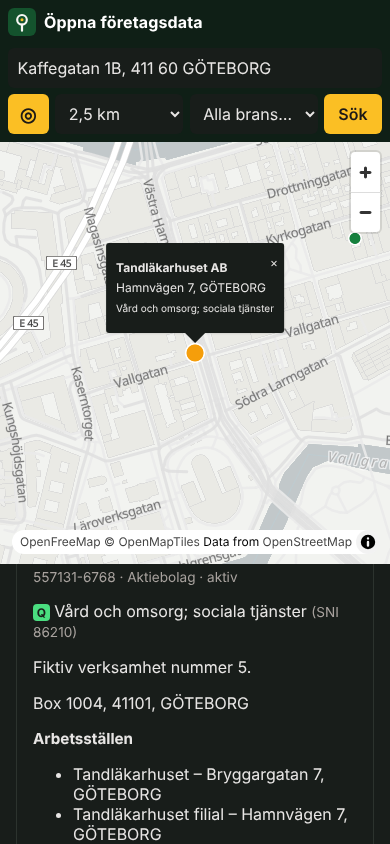 Öppna företagsdata
Kaffegatan 1B, 411 60 GÖTEBORG
2,5 km
Alla brans...
Sök
Drottninggatan
Västra Ham
Magasinsgat
Kyrkogatan
E 45
Tandläkarhuset AB
×
Hamnvägen 7, GÖTEBORG
Vård och omsorg; sociala tjänster
E 45
Vallgatan
Vallgatan
Södra Larmgatan
Kaserntorget
Kungshöjdsgatan
Vallgra
Läroverksgatan
OpenFreeMap © OpenMapTiles Data from OpenStreetMap
557131-6768 · Aktiebolag · aktiv
Q Vård och omsorg; sociala tjänster (SNI
86210)
Fiktiv verksamhet nummer 5.
Box 1004, 41101, GÖTEBORG
Arbetsställen
• Tandläkarhuset – Bryggargatan 7,
GÖTEBORG
• Tandläkarhuset filial – Hamnvägen 7,
GÖTEBORG